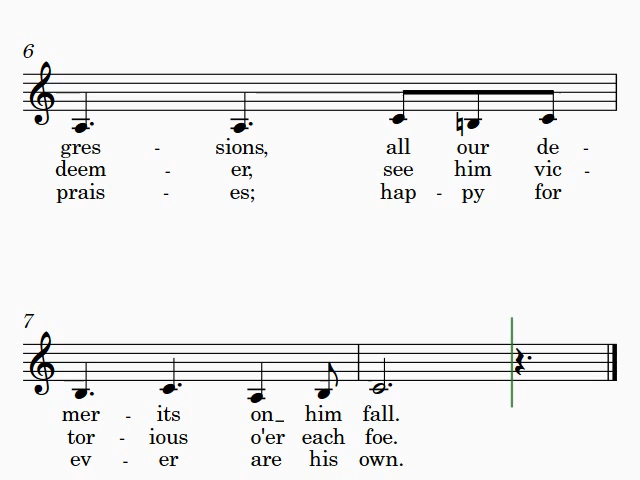 6
gres - sions, all our de -
deem - er, see him vic -
prais - es; hap - py for
7
mer - its on_ him fall.
tor - ious o'er each foe.
ev - er are his own.